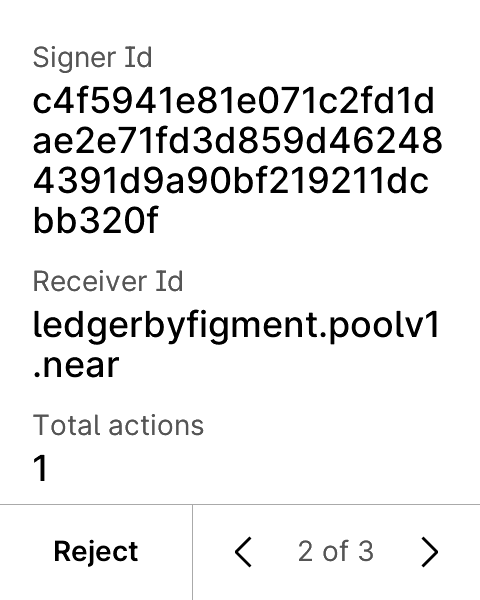 Signer Id
c4f5941e81e071c2fd1d
ae2e71fd3d859d46248
4391d9a90bf219211dc
bb320f
Receiver Id
ledgerbyfigment.poolv1
.near
Total actions
1
Reject
2 of 3